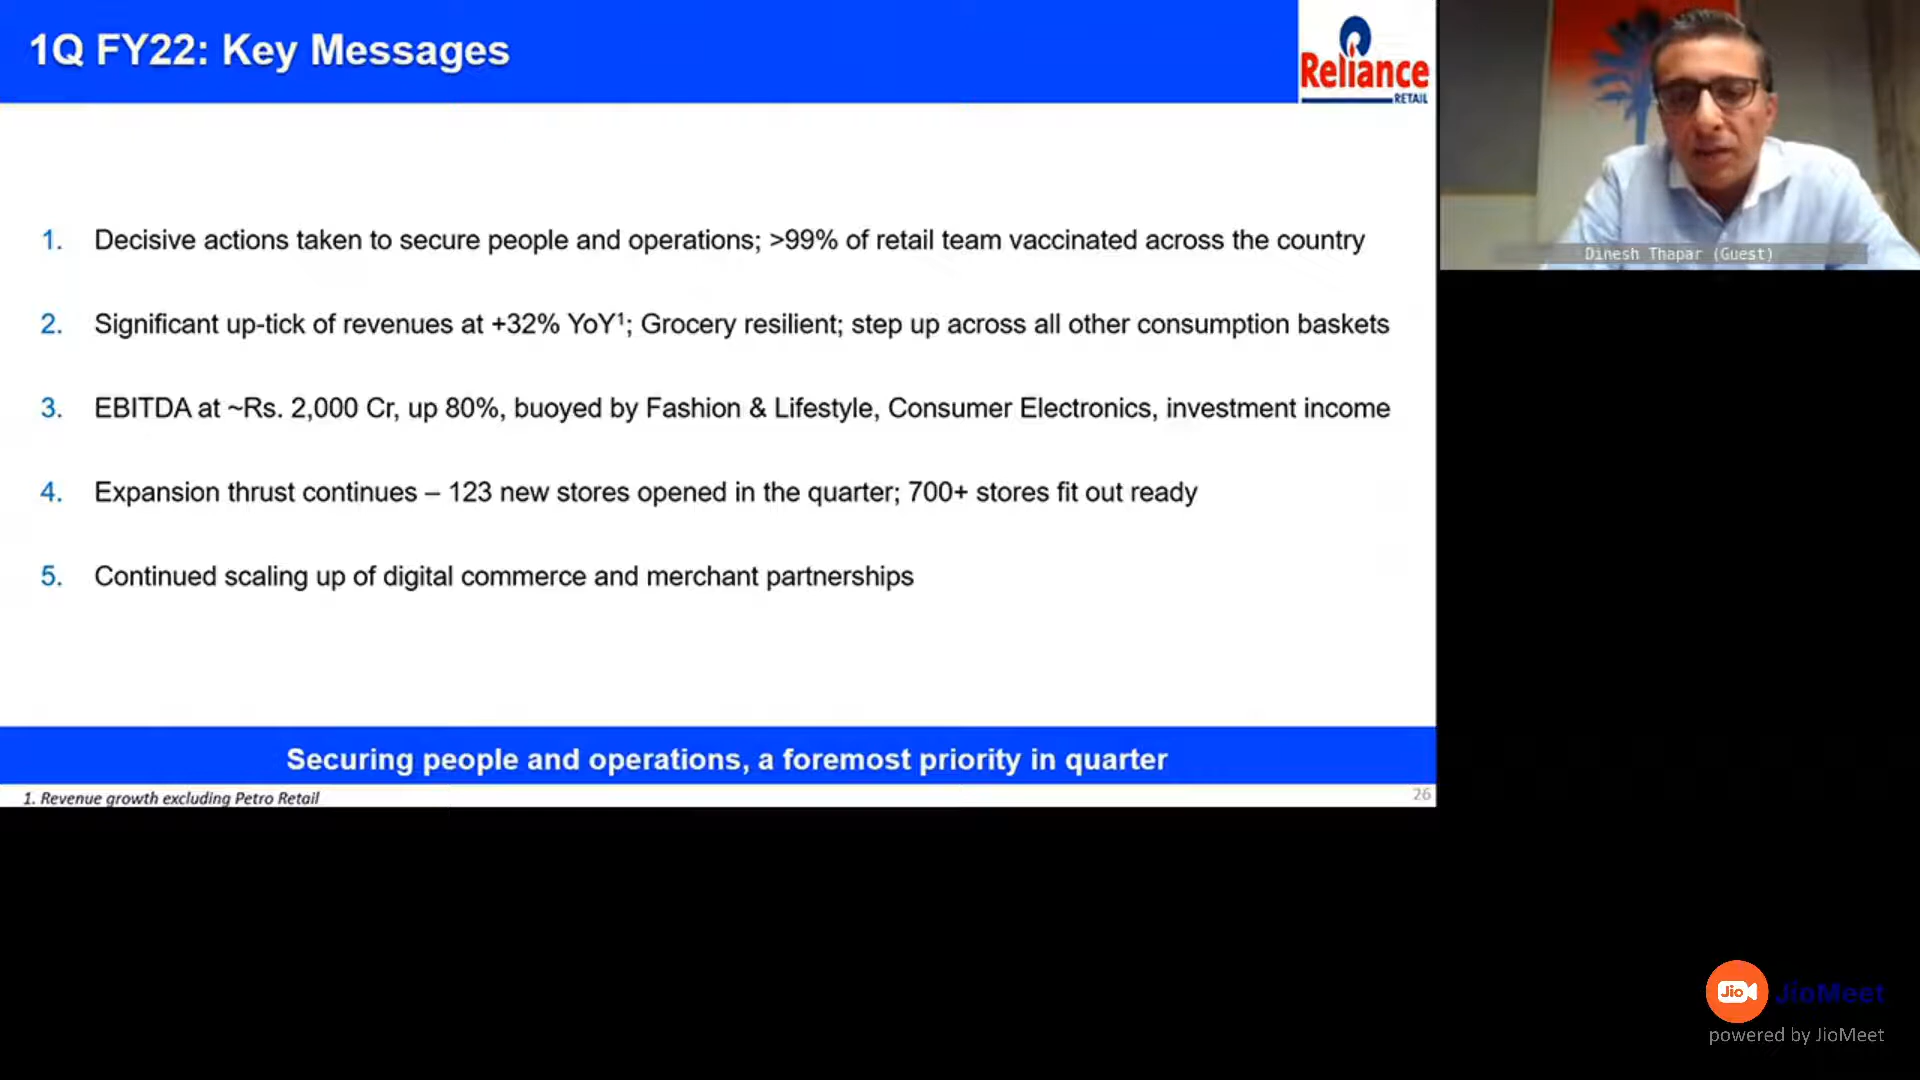 1Q FY22: Key Messages
Reliance
RETAIL
1. Decisive actions taken to secure people and operations; >99% of retail team vaccinated across the country
2. Significant up-tick of revenues at +32% YoY¹; Grocery resilient; step up across all other consumption baskets
3. EBITDA at ~Rs. 2,000 Cr, up 80%, buoyed by Fashion & Lifestyle, Consumer Electronics, investment income
4. Expansion thrust continues – 123 new stores opened in the quarter; 700+ stores fit out ready
5. Continued scaling up of digital commerce and merchant partnerships
Securing people and operations, a foremost priority in quarter
1. Revenue growth excluding Petro Retail
26
Dinesh Thapar (Guest)
Jio
JioMeet
powered by JioMeet